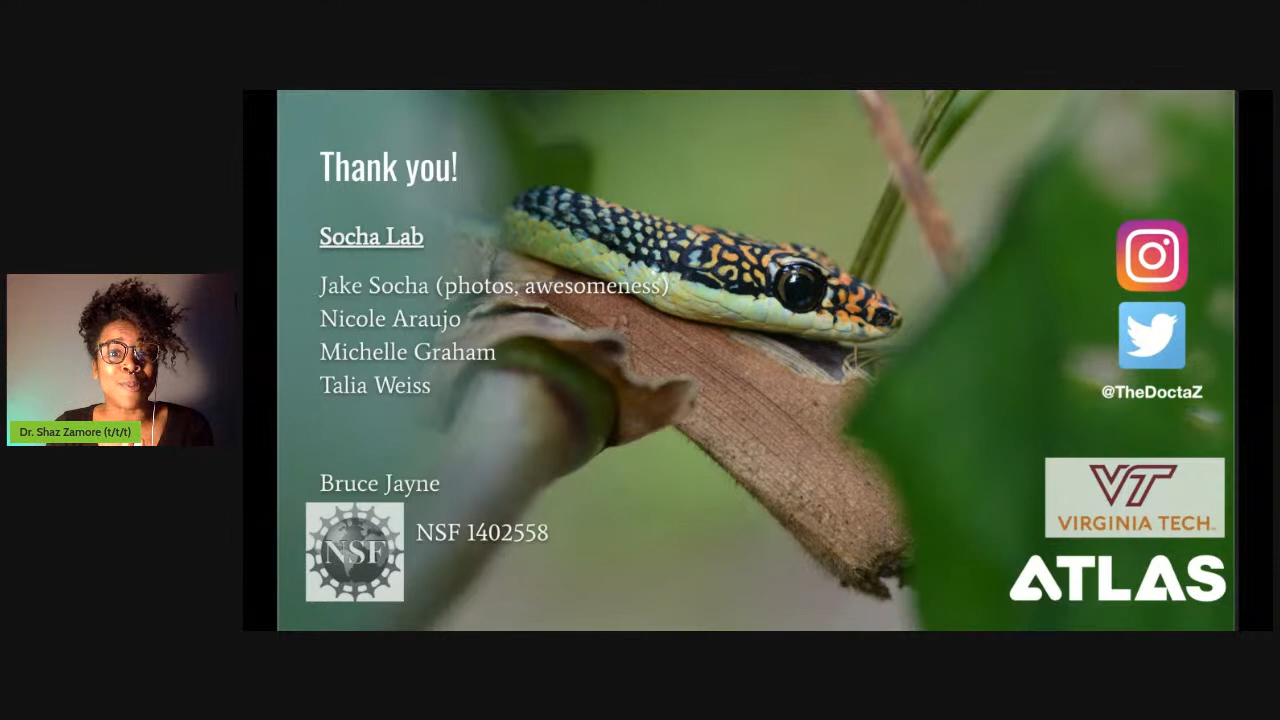 Thank you!
Socha Lab
Jake Socha (photos, awesomeness)
Nicole Araujo
Michelle Graham
Talia Weiss
Bruce Jayne
NSF
NSF 1402558
@TheDoctaZ
VT
VIRGINIA TECH
ATLAS
Dr. Shaz Zamore (t/t/t)